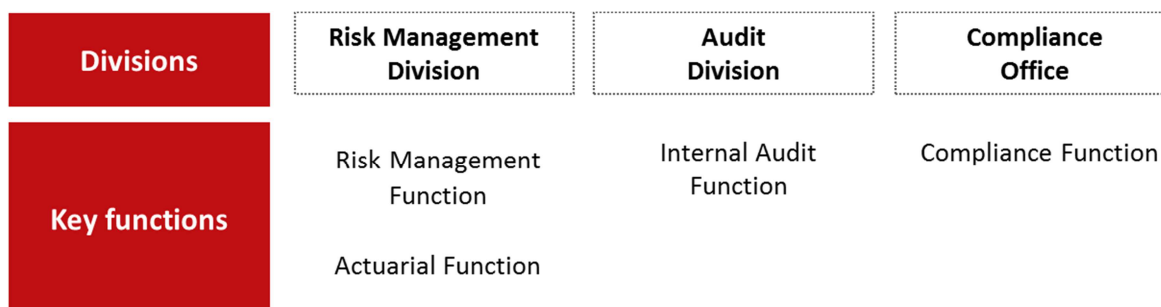 Divisions
Risk Management
Division
Audit
Division
Compliance
Office
Key functions
Risk Management
Function
Actuarial Function
Internal Audit
Function
Compliance Function